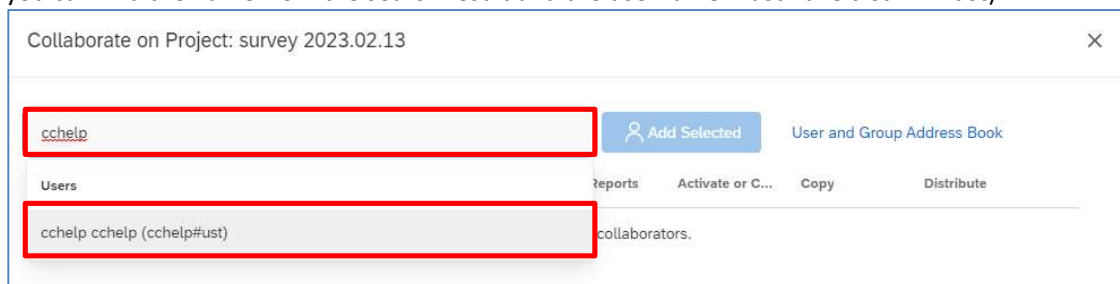 Collaborate on Project: survey 2023.02.13
cchelp
Add Selected
User and Group Address Book
Users
Reports
Activate or C...
Copy
Distribute
cchelp cchelp (cchelp#ust)
collaborators.